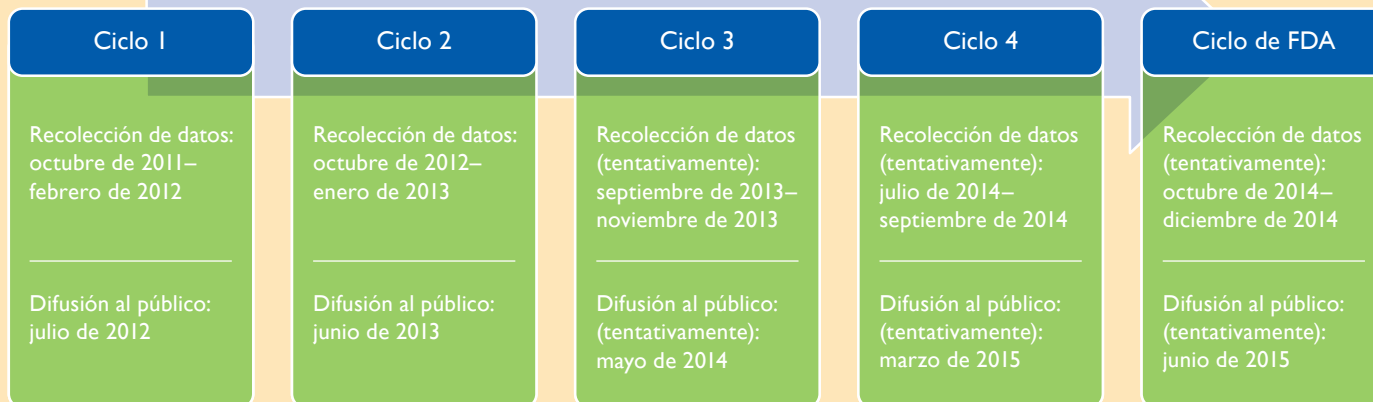 Ciclo 1
Recolección de datos:
octubre de 2011–
febrero de 2012
Difusión al público:
julio de 2012
Ciclo 2
Recolección de datos:
octubre de 2012–
enero de 2013
Difusión al público:
junio de 2013
Ciclo 3
Recolección de datos
(tentativamente):
septiembre de 2013–
noviembre de 2013
Difusión al público:
(tentativamente):
mayo de 2014
Ciclo 4
Recolección de datos
(tentativamente):
julio de 2014–
septiembre de 2014
Difusión al público:
(tentativamente):
marzo de 2015
Ciclo de FDA
Recolección de datos
(tentativamente):
octubre de 2014–
diciembre de 2014
Difusión al público:
(tentativamente):
junio de 2015